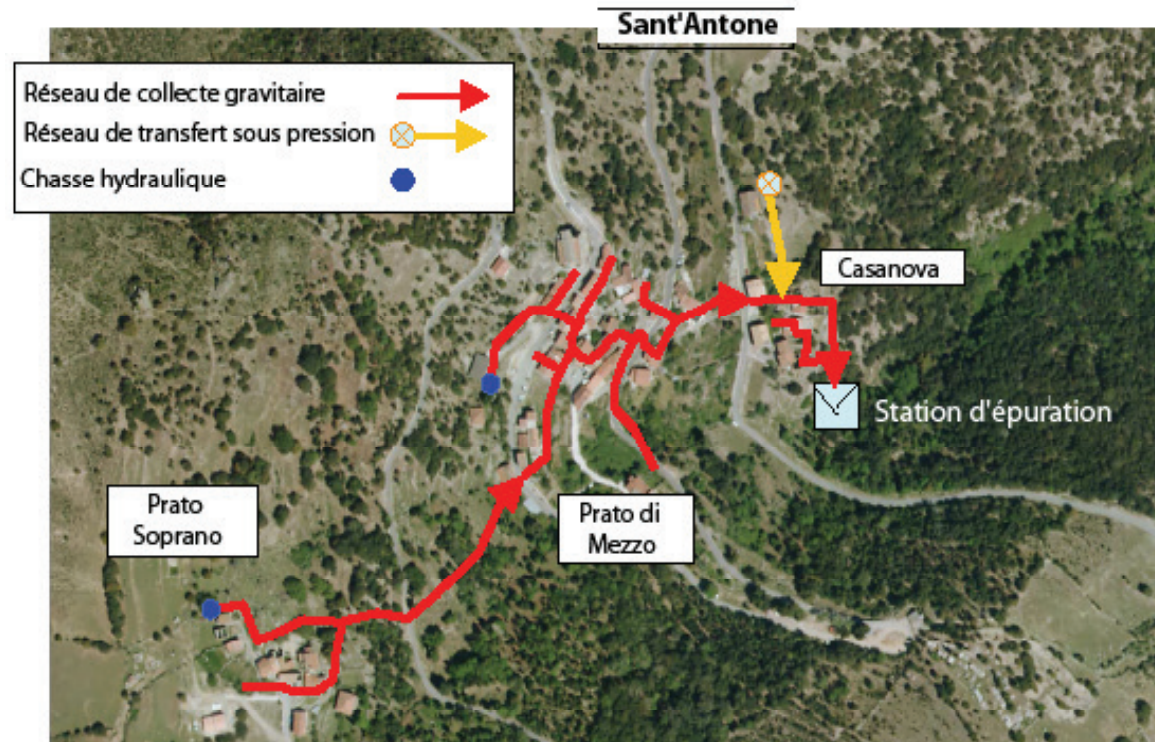 Sant'Antone
Réseau de collecte gravitaire
Réseau de transfert sous pression
Chasse hydraulique
Casanova
Station d'épuration
Prato
Soprano
Prato di
Mezzo